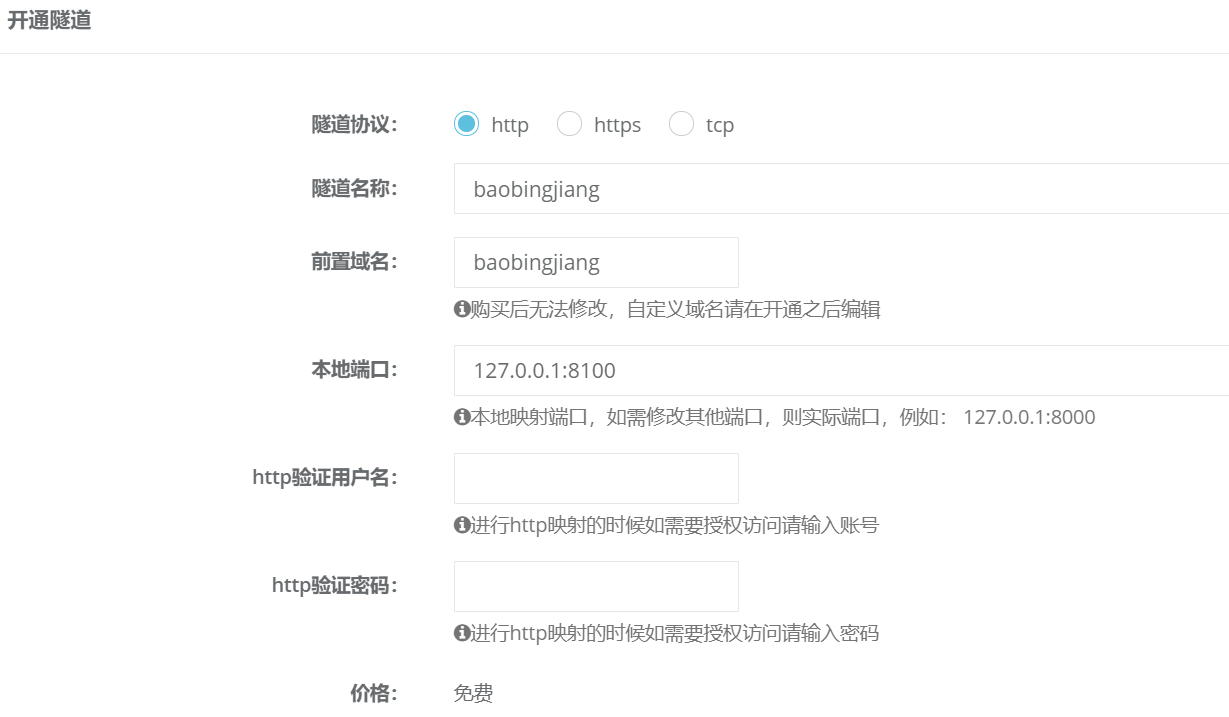 开通隧道
隧道协议： http https tcp
隧道名称： baobingjiang
前置域名： baobingjiang
购买后无法修改，自定义域名请在开通之后编辑
本地端口： 127.0.0.1:8100
本地映射端口，如需修改其他端口，则实际端口，例如： 127.0.0.1:8000
http验证用户名：
进行http映射的时候如需要授权访问请输入账号
http验证密码：
进行http映射的时候如需要授权访问请输入密码
价格： 免费